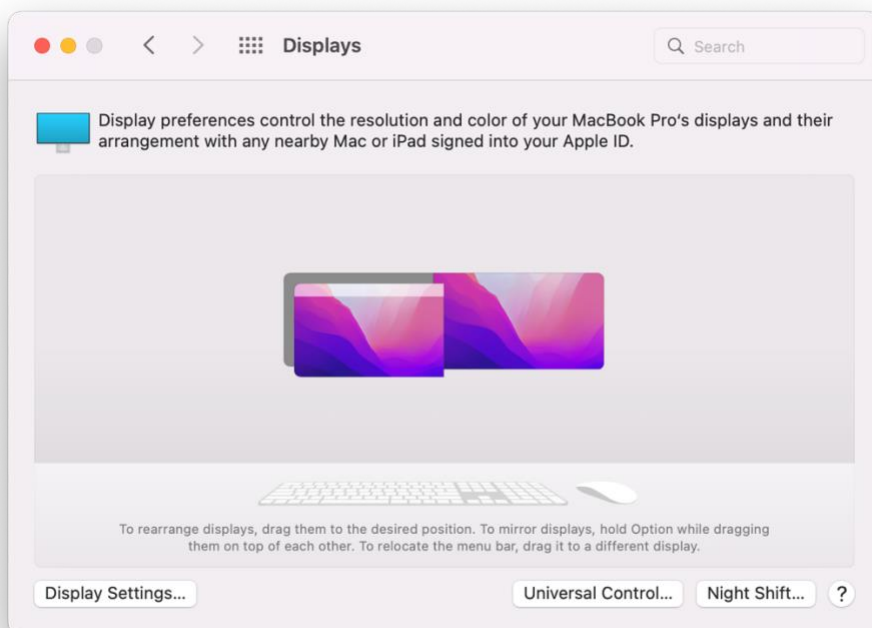 Displays
Search
Display preferences control the resolution and color of your MacBook Pro's displays and their
arrangement with any nearby Mac or iPad signed into your Apple ID.
To rearrange displays, drag them to the desired position. To mirror displays, hold Option while dragging
them on top of each other. To relocate the menu bar, drag it to a different display.
Display Settings...
Universal Control...
Night Shift...
?